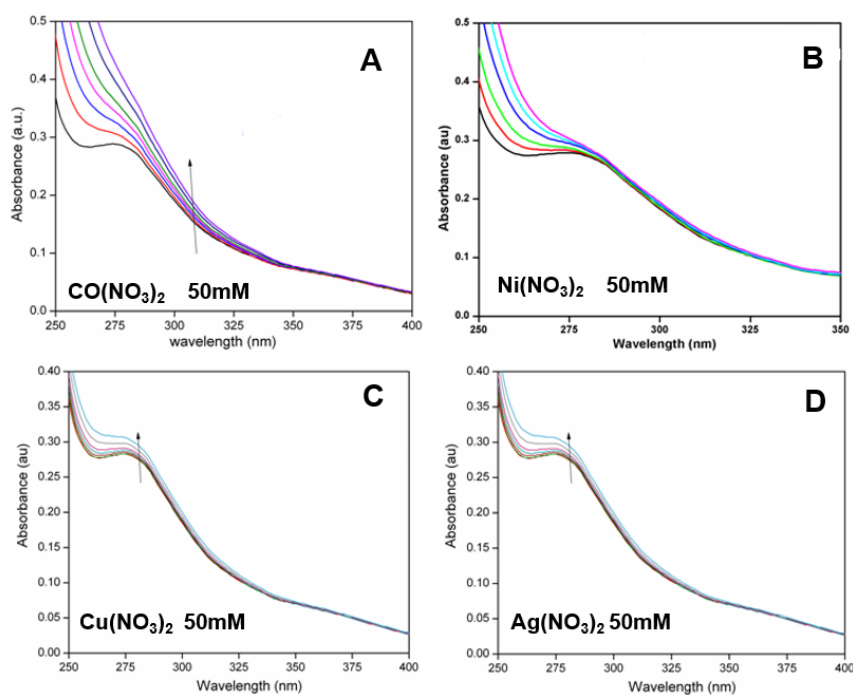 A
Absorbance (a.u.)
0.5
0.4
0.3
0.2
0.1
0.0
CO(NO₃)₂ 50mM
250 275 300 325 350 375 400
wavelength (nm)
B
Absorbance (au)
0.5
0.4
0.3
0.2
0.1
0.0
Ni(NO₃)₂ 50mM
250 275 300 325 350
Wavelength (nm)
C
Absorbance (au)
0.40
0.35
0.30
0.25
0.20
0.15
0.10
0.05
0.00
Cu(NO₃)₂ 50mM
250 275 300 325 350 375 400
Wavelength (nm)
D
Absorbance (au)
0.40
0.35
0.30
0.25
0.20
0.15
0.10
0.05
0.00
Ag(NO₃)₂ 50mM
250 275 300 325 350 375 400
Wavelength (nm)